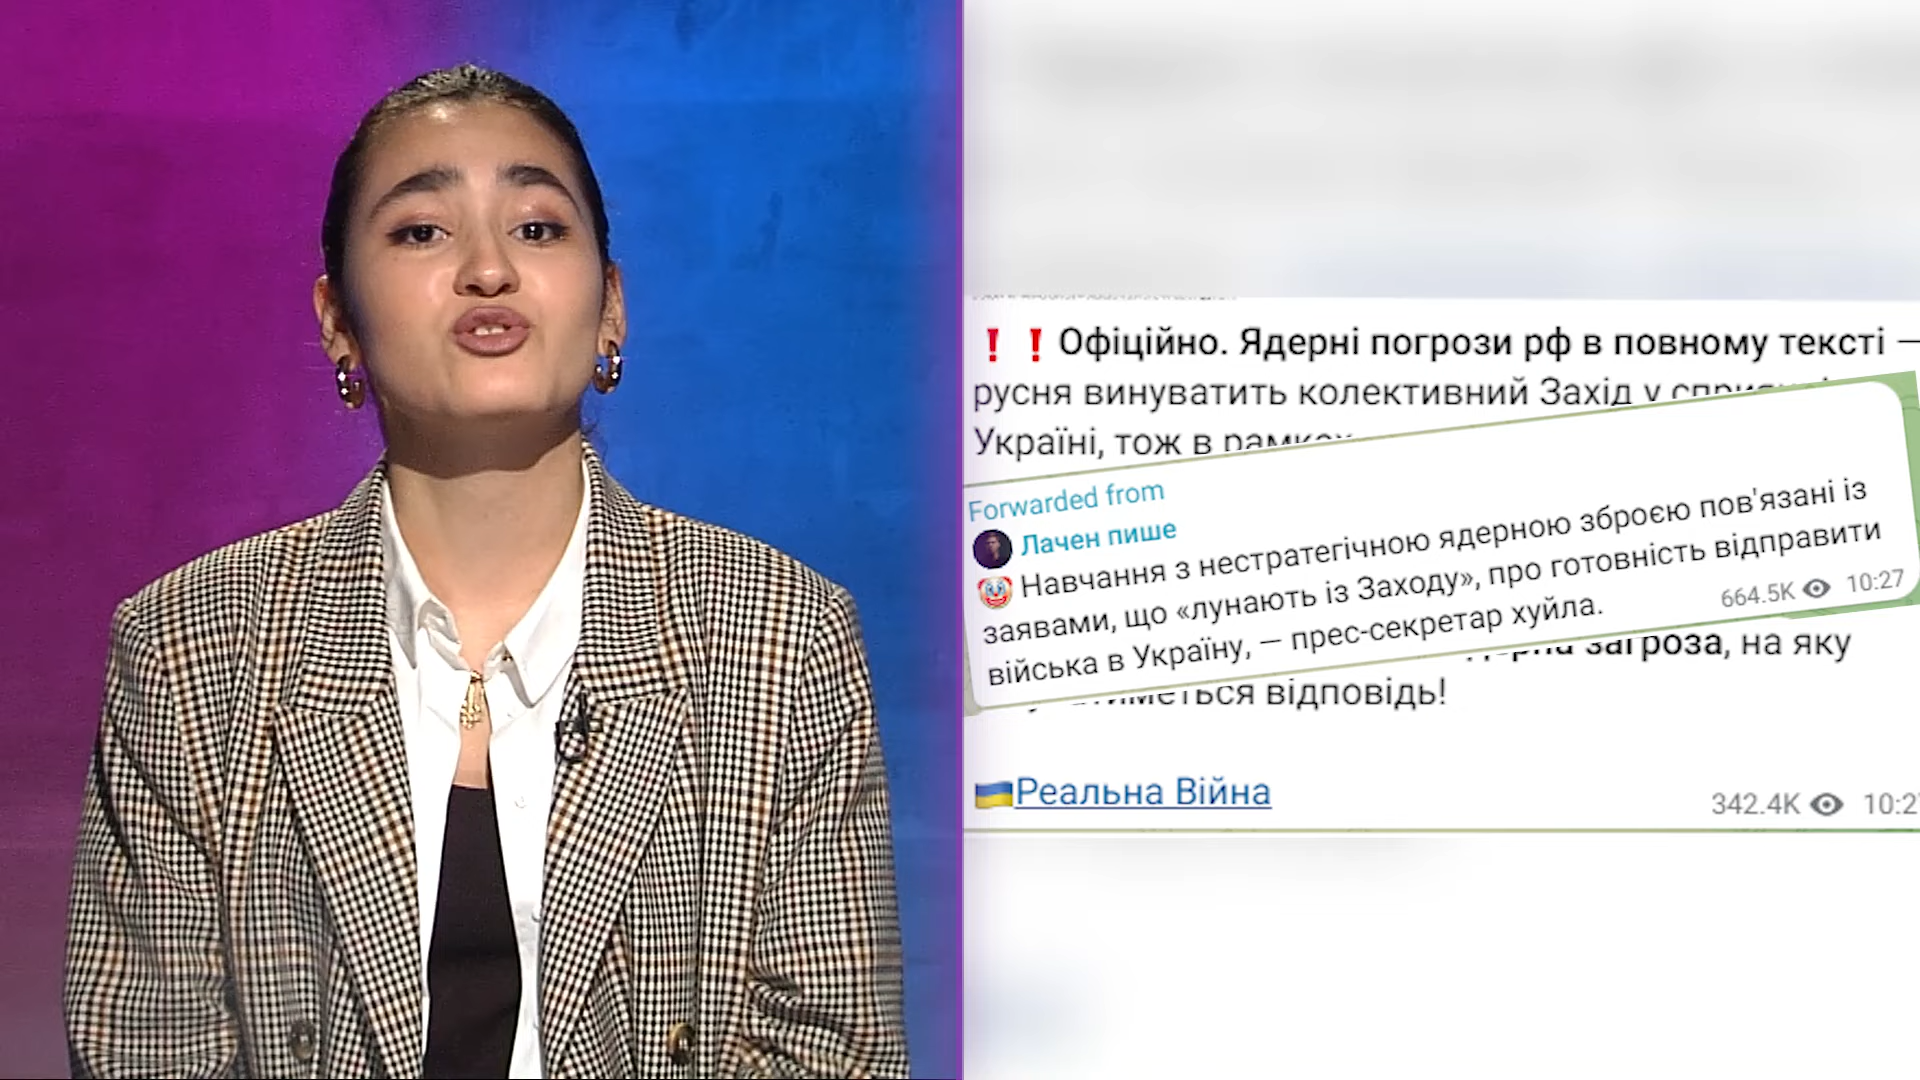 Офіційно. Ядерні погрози рф в повному тексті —
русня винуватить колективний Захід у
Україні, тож в рамках
Forwarded from
Лачен пише
Навчання з нестратегічною ядерною зброєю пов'язані із
заявами, що «лунають із Заходу», про готовність відправити
війська в Україну, — прес-секретар хуйла.
664.5K 10:27
загроза, на яку
відповідь!
Реальна Війна
342.4K